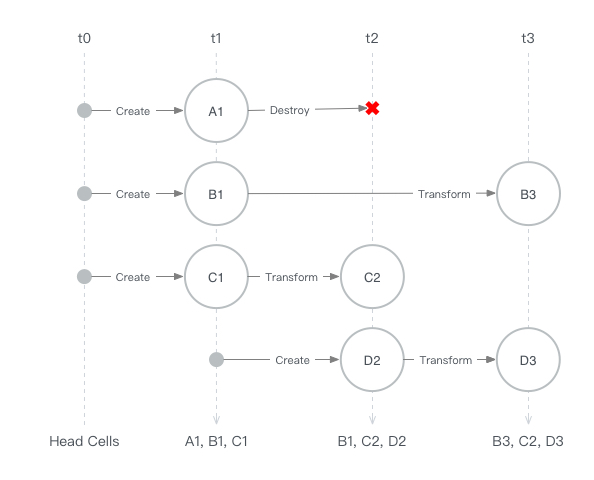 t0 t1 t2 t3
Create A1 Destroy
Create B1 Transform B3
Create C1 Transform C2
Create D2 Transform D3
Head Cells A1, B1, C1 B1, C2, D2 B3, C2, D3